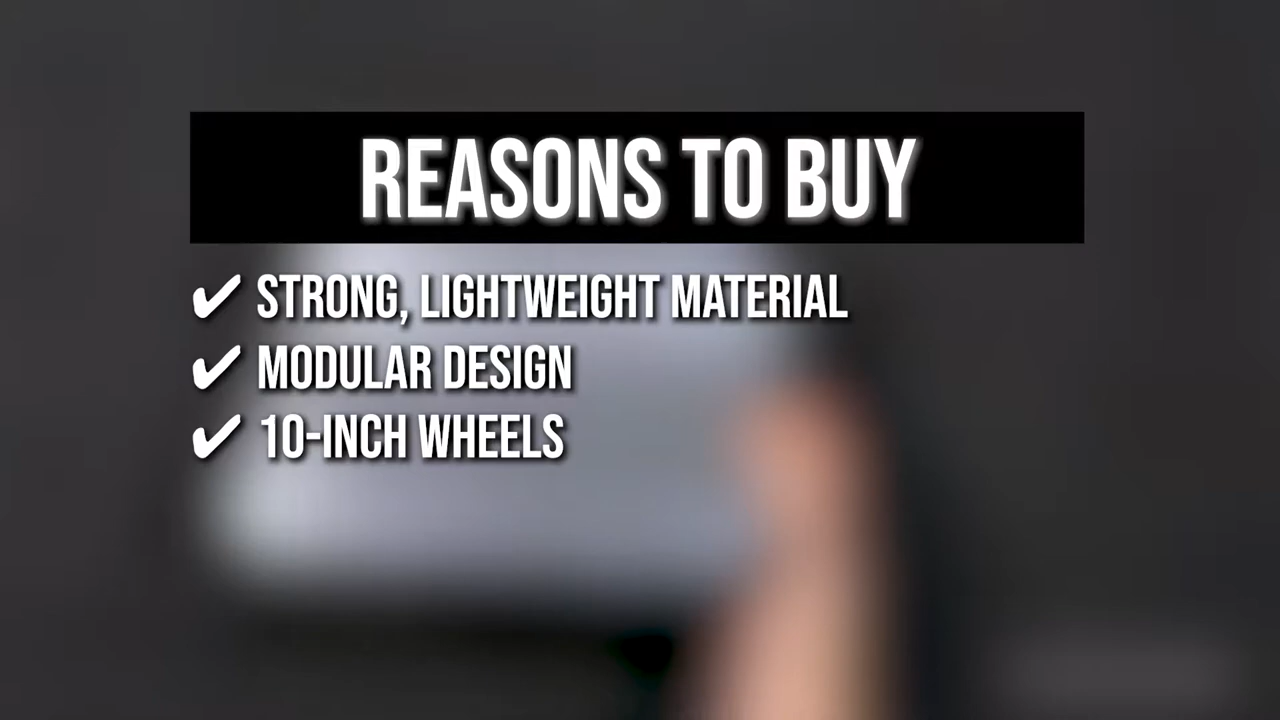 REASONS TO BUY
✔ STRONG, LIGHTWEIGHT MATERIAL
✔ MODULAR DESIGN
✔ 10-INCH WHEELS